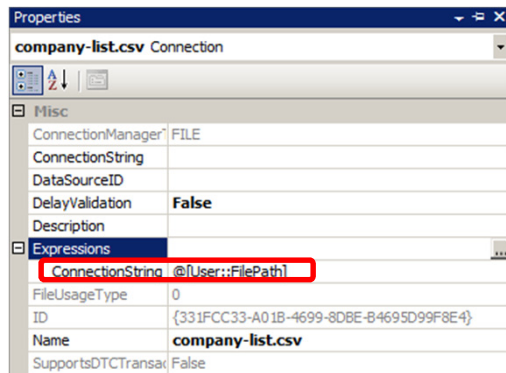 Properties
company-list.csv Connection
Misc
ConnectionManagerT FILE
ConnectionString
DataSourceID
DelayValidation False
Description
Expressions ...
ConnectionString @[User::FilePath]
FileUsageType 0
ID {331FCC33-A01B-4699-8DBE-B4695D99F8E4}
Name company-list.csv
SupportsDTCTransac False